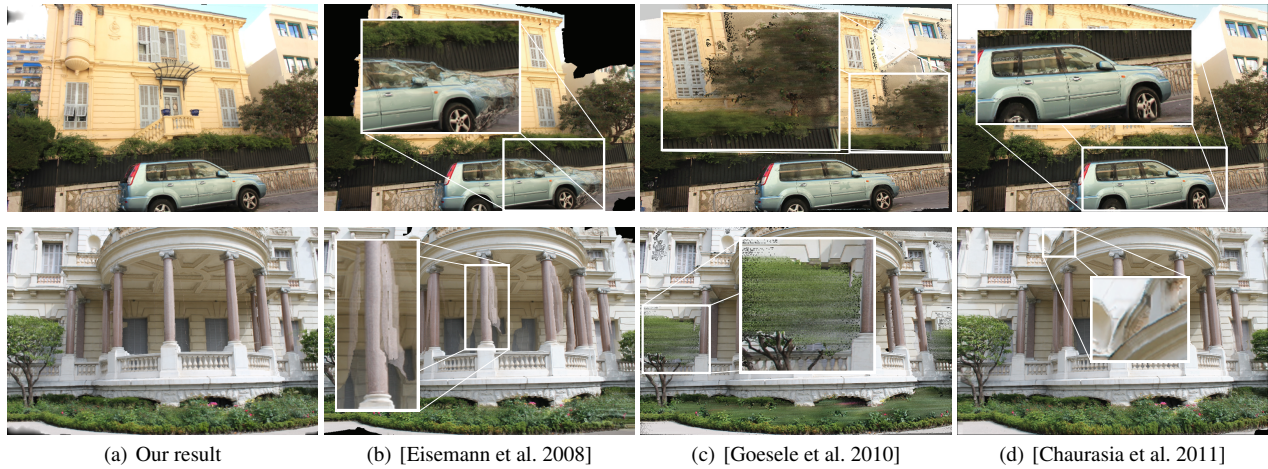 (a) Our result
(b) [Eisemann et al. 2008]
(c) [Goesele et al. 2010]
(d) [Chaurasia et al. 2011]